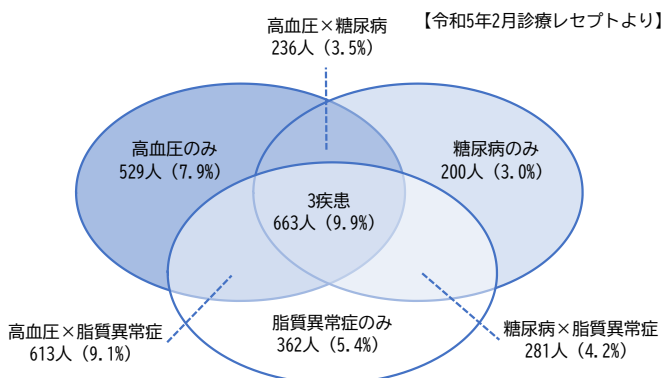 【令和5年2月診療レセプトより】
高血圧×糖尿病
236人（3.5%）
高血圧のみ
529人（7.9%）
糖尿病のみ
200人（3.0%）
3疾患
663人（9.9%）
高血圧×脂質異常症
613人（9.1%）
脂質異常症のみ
362人（5.4%）
糖尿病×脂質異常症
281人（4.2%）